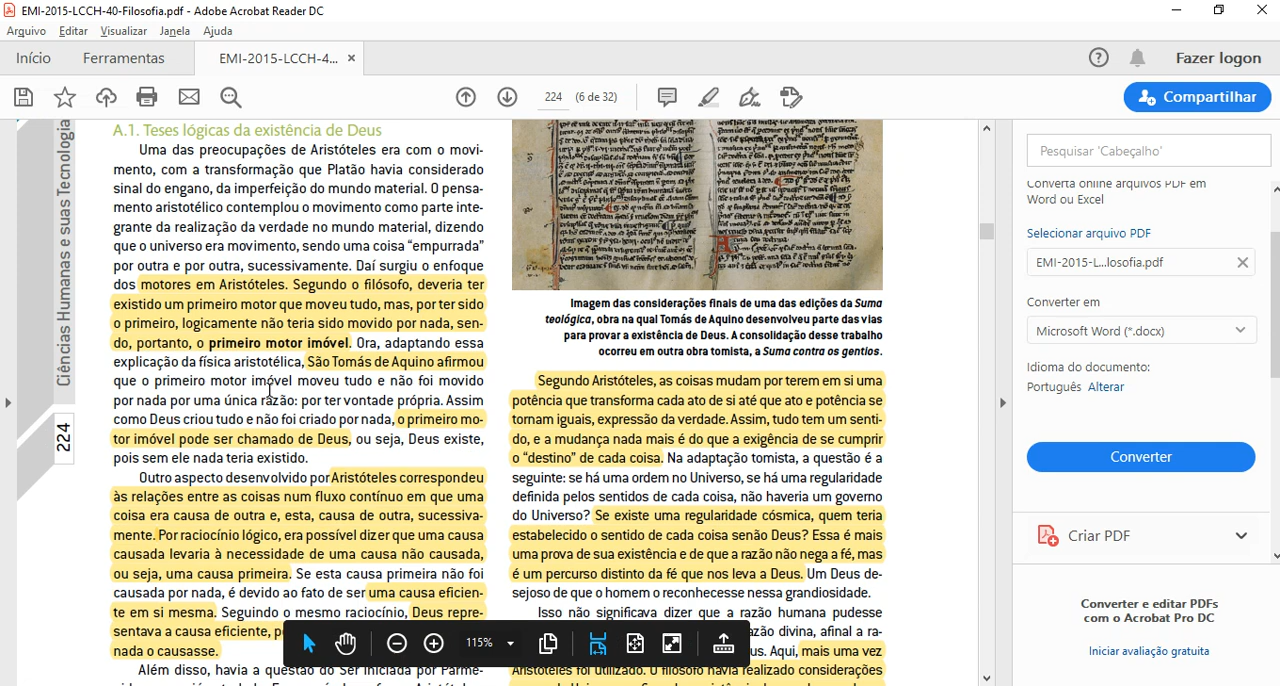 EMI-2015-LCCH-40-Filosofia.pdf - Adobe Acrobat Reader DC
Arquivo Editar Visualizar Janela Ajuda
Início Ferramentas EMI-2015-LCCH-4... Fazer logon
224 (6 de 32) Compartilhar
Ciências Humanas e suas Tecnologia
224
A.1. Teses lógicas da existência de Deus
Uma das preocupações de Aristóteles era com o movi-
mento, com a transformação que Platão havia considerado
sinal do engano, da imperfeição do mundo material. O pensa-
mento aristotélico contemplou o movimento como parte inte-
grante da realização da verdade no mundo material, dizendo
que o universo era movimento, sendo uma coisa “empurrada”
por outra e por outra, sucessivamente. Daí surgiu o enfoque
dos motores em Aristóteles. Segundo o filósofo, deveria ter
existido um primeiro motor que moveu tudo, mas, por ter sido
o primeiro, logicamente não teria sido movido por nada, sen-
do, portanto, o primeiro motor imóvel. Ora, adaptando essa
explicação da física aristotélica, São Tomás de Aquino afirmou
que o primeiro motor imóvel moveu tudo e não foi movido
por nada por uma única razão: por ter vontade própria. Assim
como Deus criou tudo e não foi criado por nada, o primeiro mo-
tor imóvel pode ser chamado de Deus, ou seja, Deus existe,
pois sem ele nada teria existido.
Outro aspecto desenvolvido por Aristóteles correspondeu
às relações entre as coisas num fluxo contínuo em que uma
coisa era causa de outra e, esta, causa de outra, sucessiva-
mente. Por raciocínio lógico, era possível dizer que uma causa
causada levaria à necessidade de uma causa não causada,
ou seja, uma causa primeira. Se esta causa primeira não foi
causada por nada, é devido ao fato de ser uma causa eficien-
te em si mesma. Seguindo o mesmo raciocínio, Deus repre-
sentava a causa eficiente, p
nada o causasse.
Além disso, havia a questão do Ser iniciada por Parmê-
Imagem das considerações finais de uma das edições da Suma
teológica, obra na qual Tomás de Aquino desenvolveu parte das vias
para provar a existência de Deus. A consolidação desse trabalho
ocorreu em outra obra tomista, a Suma contra os gentios.
Segundo Aristóteles, as coisas mudam por terem em si uma
potência que transforma cada ato de si até que ato e potência se
tornam iguais, expressão da verdade. Assim, tudo tem um senti-
do, e a mudança nada mais é do que a exigência de se cumprir
o “destino” de cada coisa. Na adaptação tomista, a questão é a
seguinte: se há uma ordem no Universo, se há uma regularidade
definida pelos sentidos de cada coisa, não haveria um governo
do Universo? Se existe uma regularidade cósmica, quem teria
estabelecido o sentido de cada coisa senão Deus? Essa é mais
uma prova de sua existência e de que a razão não nega a fé, mas
é um percurso distinto da fé que nos leva a Deus. Um Deus de-
sejoso de que o homem o reconhecesse nessa grandiosidade.
Isso não significava dizer que a razão humana pudesse
azão divina, afinal a ra-
us. Aqui, mais uma vez
Aristóteles foi utilizado. O filósofo havia realizado considerações
115%
Pesquisar 'Cabeçalho'
Converta online arquivos PDF em
Word ou Excel
Selecionar arquivo PDF
EMI-2015-L...losofia.pdf
Converter em
Microsoft Word (*.docx)
Idioma do documento:
Português Alterar
Converter
Criar PDF
Converter e editar PDFs
com o Acrobat Pro DC
Iniciar avaliação gratuita